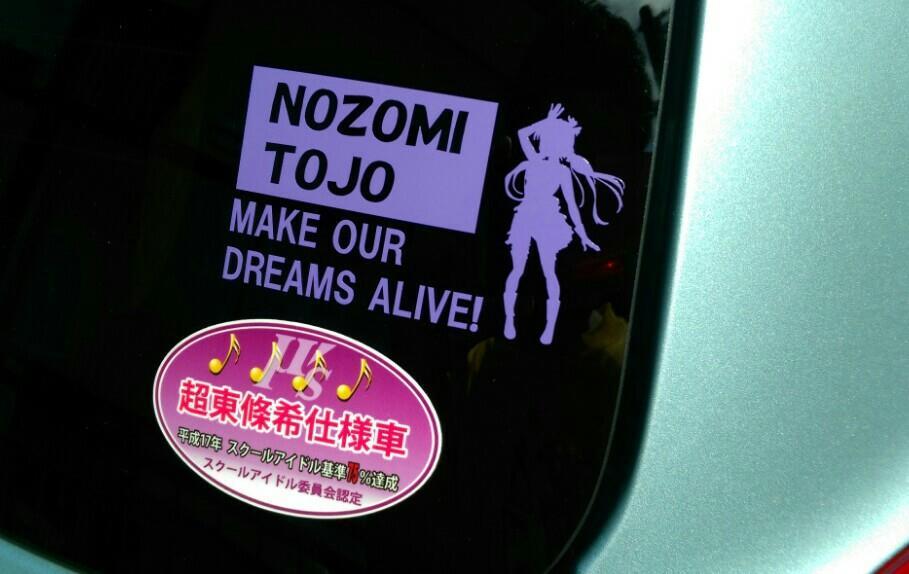 NOZOMI
TOJO
MAKE OUR
DREAMS ALIVE!
μ's
超東條希仕様車
平成17年 スクールアイドル基準75%達成
スクールアイドル委員会認定